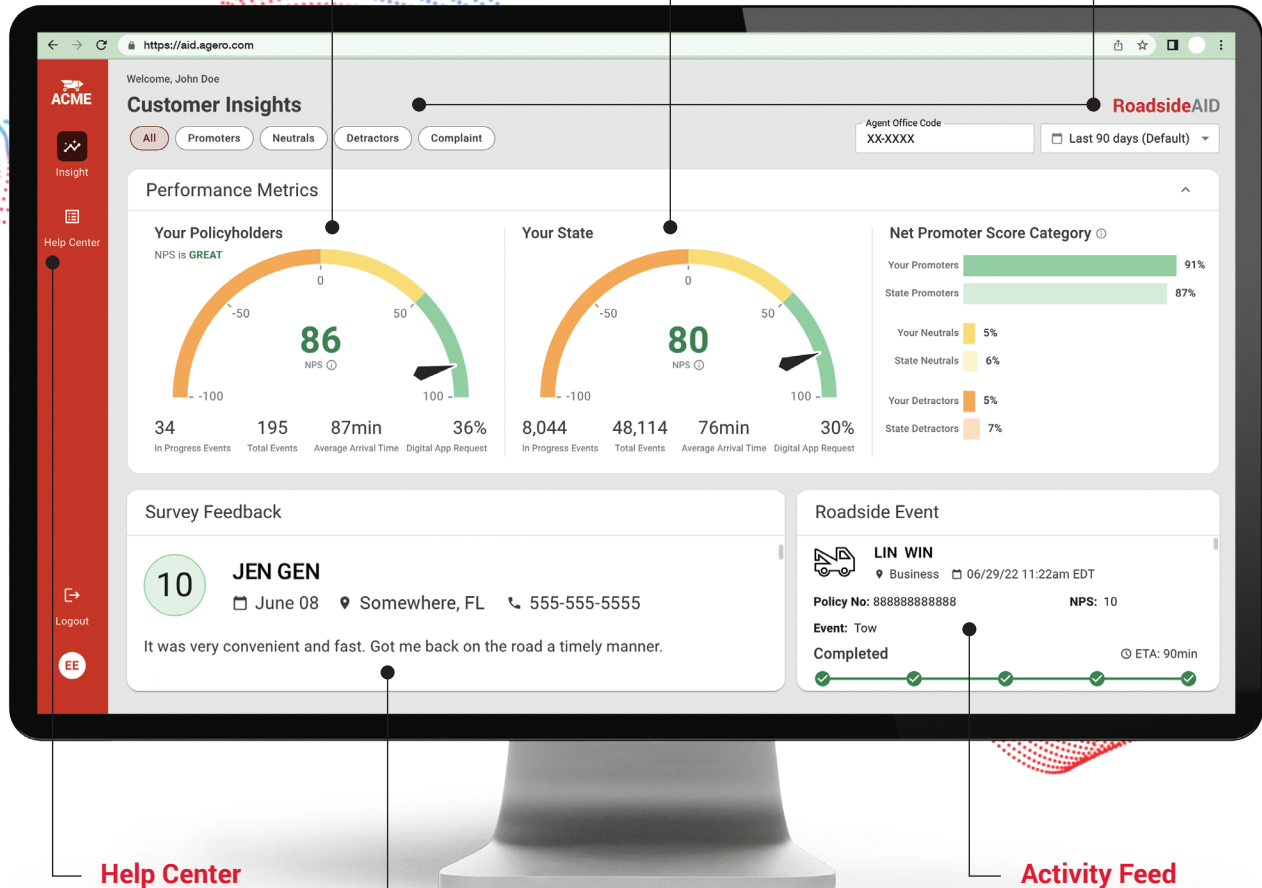 https://aid.agero.com
ACME
Welcome, John Doe
Customer Insights
RoadsideAID
All
Promoters
Neutrals
Detractors
Complaint
Agent Office Code
XX-XXXX
Last 90 days (Default)
Insight
Help Center
Performance Metrics
Your Policyholders
NPS is GREAT
-100
-50
0
50
100
86
NPS
34
In Progress Events
195
Total Events
87min
Average Arrival Time
36%
Digital App Request
Your State
-100
-50
0
50
100
80
NPS
8,044
In Progress Events
48,114
Total Events
76min
Average Arrival Time
30%
Digital App Request
Net Promoter Score Category
Your Promoters 91%
State Promoters 87%
Your Neutrals 5%
State Neutrals 6%
Your Detractors 5%
State Detractors 7%
Survey Feedback
10
JEN GEN
June 08 Somewhere, FL 555-555-5555
It was very convenient and fast. Got me back on the road a timely manner.
Roadside Event
LIN WIN
Business 06/29/22 11:22am EDT
Policy No: 888888888888 NPS: 10
Event: Tow
Completed ETA: 90min
Logout
EE
Help Center
Activity Feed